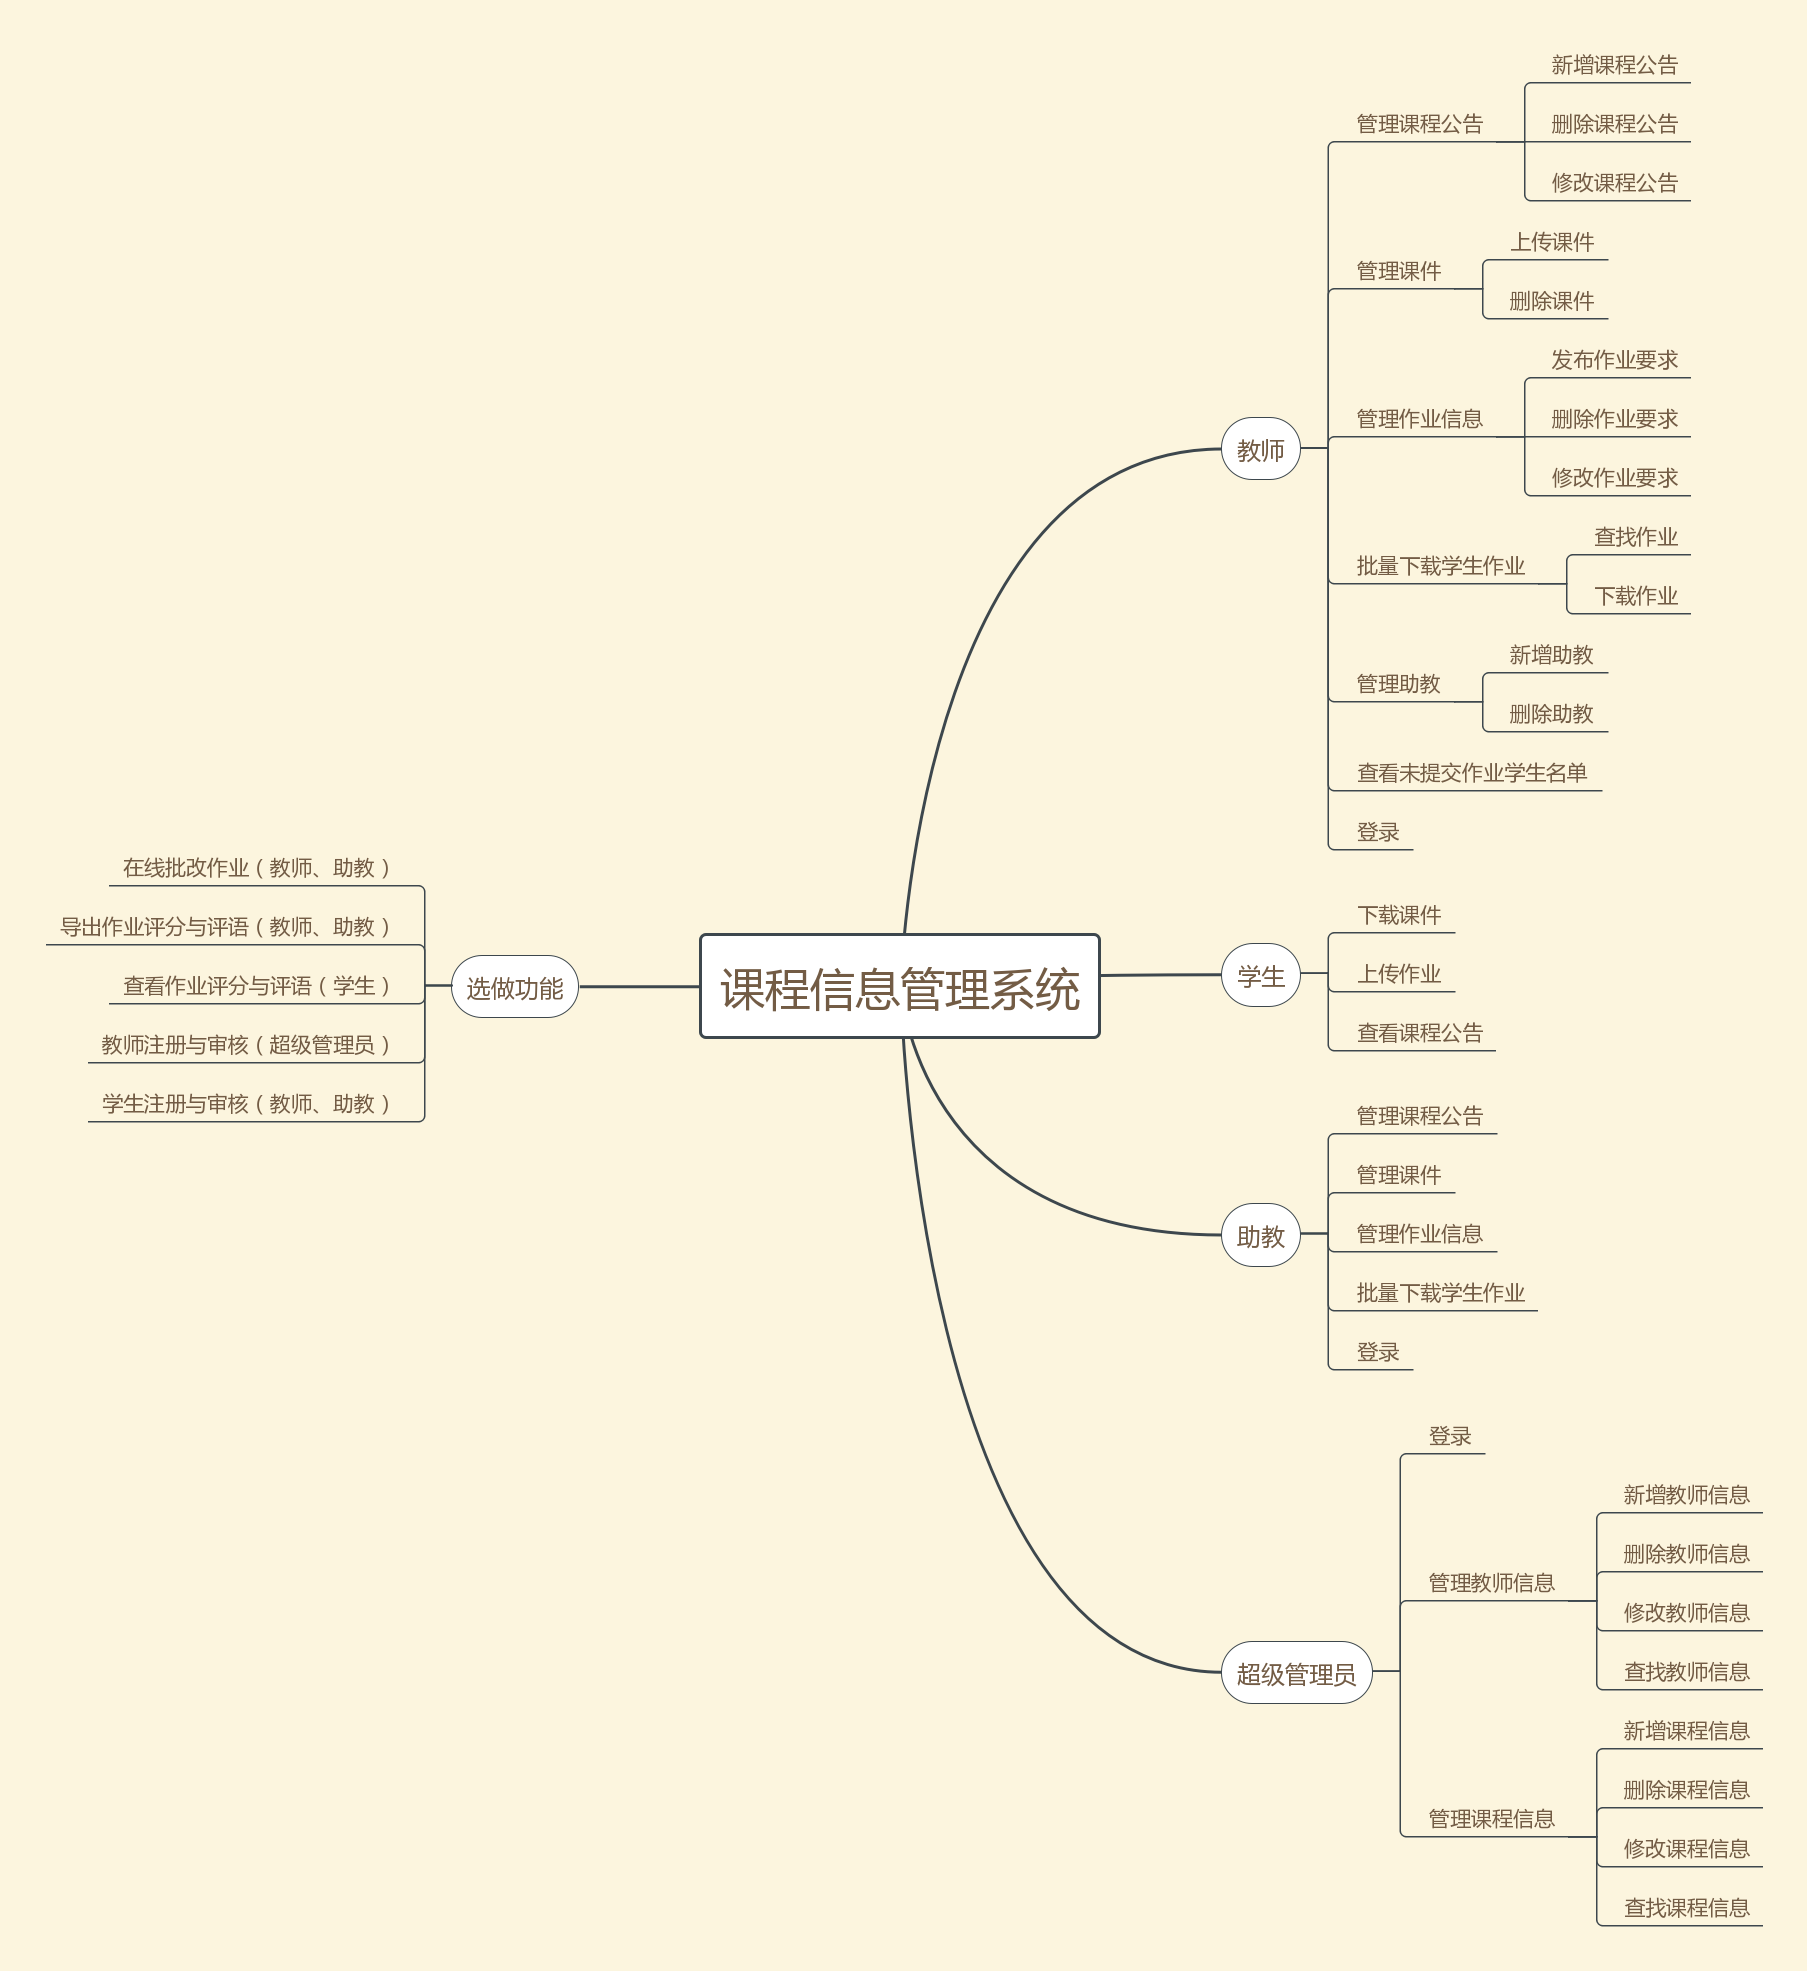 课程信息管理系统
教师
管理课程公告
新增课程公告
删除课程公告
修改课程公告
管理课件
上传课件
删除课件
管理作业信息
发布作业要求
删除作业要求
修改作业要求
批量下载学生作业
查找作业
下载作业
管理助教
新增助教
删除助教
查看未提交作业学生名单
登录
学生
下载课件
上传作业
查看课程公告
助教
管理课程公告
管理课件
管理作业信息
批量下载学生作业
登录
超级管理员
登录
管理教师信息
新增教师信息
删除教师信息
修改教师信息
查找教师信息
管理课程信息
新增课程信息
删除课程信息
修改课程信息
查找课程信息
选做功能
在线批改作业（教师、助教）
导出作业评分与评语（教师、助教）
查看作业评分与评语（学生）
教师注册与审核（超级管理员）
学生注册与审核（教师、助教）